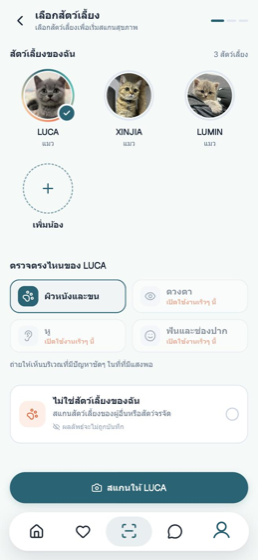 เลือกสัตว์เลี้ยง
เลือกสัตว์เลี้ยงเพื่อเริ่มสแกนสุขภาพ
สัตว์เลี้ยงของฉัน
3 สัตว์เลี้ยง
LUCA
XINJIA
LUMIN
แมว
แมว
แมว
เพิ่มน้อง
ตรวจตรงไหนของ LUCA
ผิวหนังและขน
ดวงตา
เปิดใช้งานเร็วๆ นี้
หู
เปิดใช้งานเร็วๆ นี้
ฟันและช่องปาก
เปิดใช้งานเร็วๆ นี้
ถ่ายให้เห็นบริเวณที่มีปัญหาชัดๆ ในที่ที่มีแสงพอ
ไม่ใช่สัตว์เลี้ยงของฉัน
สแกนสัตว์เลี้ยงของผู้อื่นหรือสัตว์จรจัด
ผลลัพธ์จะไม่ถูกบันทึก
สแกนให้ LUCA